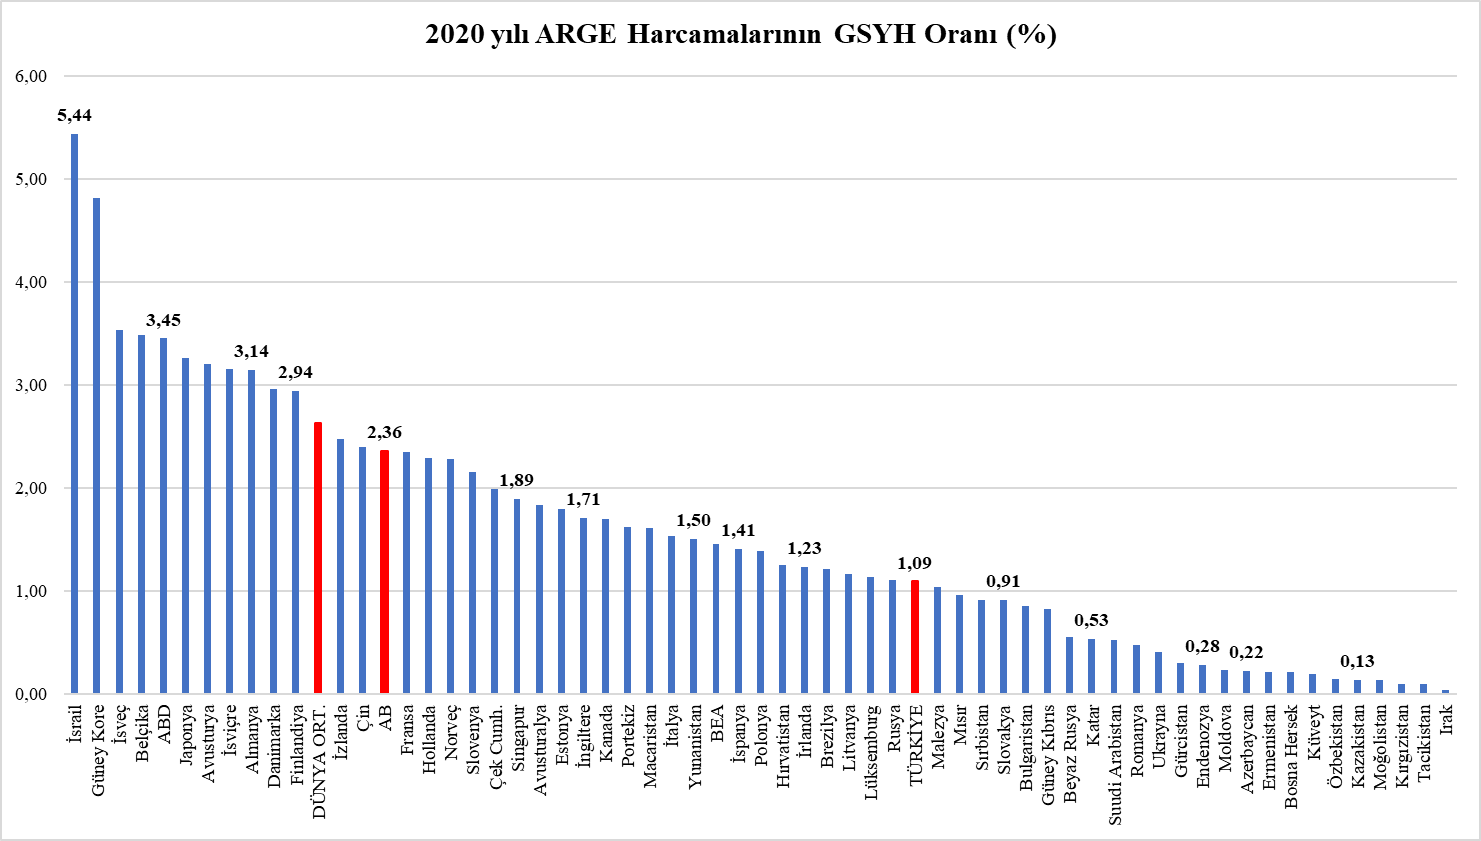 2020 yılı ARGE Harcamalarının GSYH Oranı (%)
6,00
5,00
4,00
3,00
2,00
1,00
0,00
5,44
3,45
3,14
2,94
2,36
1,89
1,71
1,50
1,41
1,23
1,09
0,91
0,53
0,28
0,22
0,13
İsrail
Güney Kore
İsveç
Belçika
ABD
Japonya
Avusturya
İsviçre
Almanya
Danimarka
Finlandiya
DÜNYA ORT.
İzlanda
Çin
AB
Fransa
Hollanda
Norveç
Slovenya
Çek Cumh.
Singapur
Avusturalya
Estonya
İngiltere
Kanada
Portekiz
Macaristan
İtalya
Yunanistan
BEA
İspanya
Polonya
Hırvatistan
İrlanda
Brezilya
Litvanya
Lüksemburg
Rusya
TÜRKİYE
Malezya
Mısır
Sırbistan
Slovakya
Bulgaristan
Güney Kıbrıs
Beyaz Rusya
Katar
Suudi Arabistan
Romanya
Ukrayna
Gürcistan
Endenozya
Moldova
Azerbaycan
Ermenistan
Bosna Hersek
Küveyt
Özbekistan
Kazakistan
Moğolistan
Kırgızistan
Tacikistan
Irak